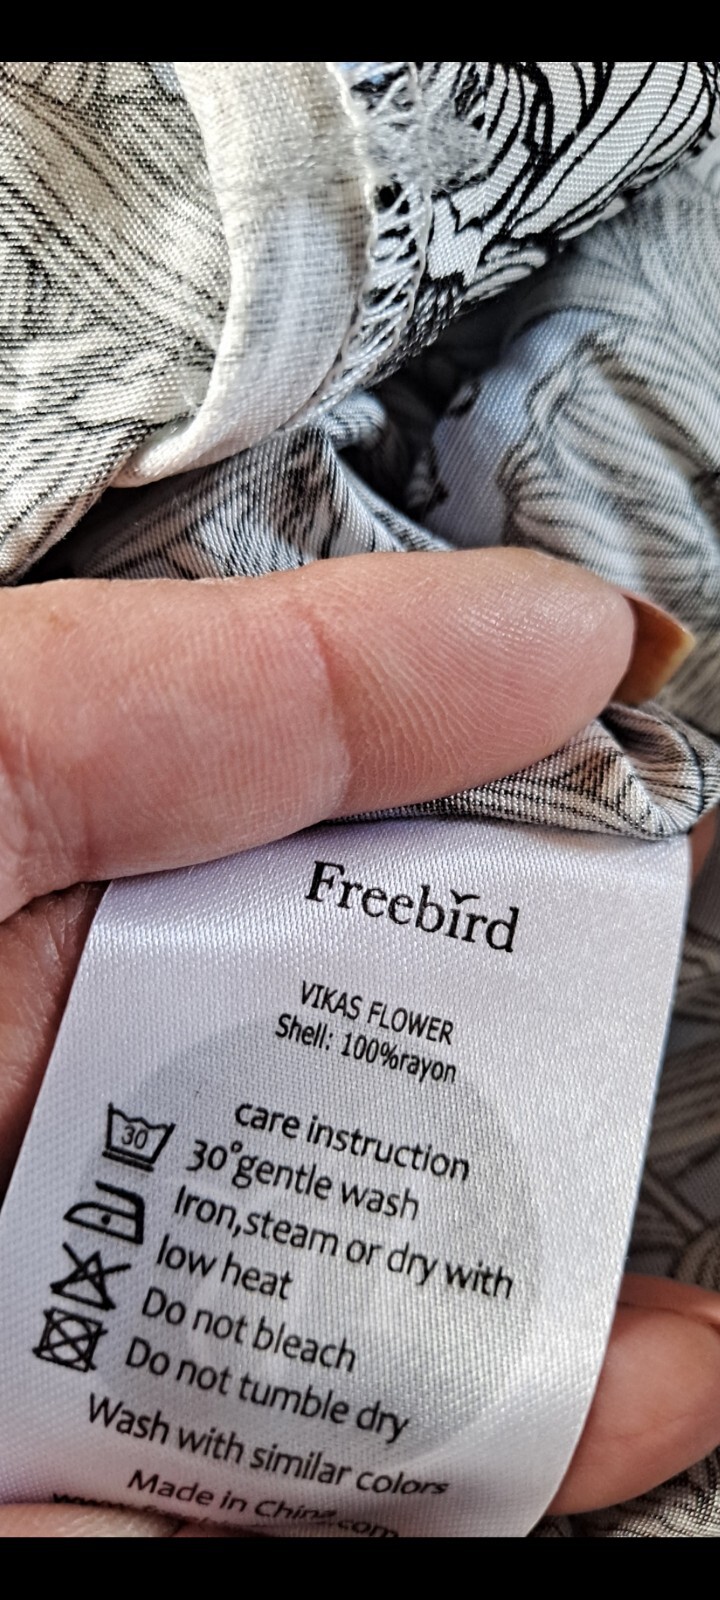 Freebird
VIKAS FLOWER
Shell: 100%rayon
care instruction
30
30°gentle wash
Iron,steam or dry with
low heat
Do not bleach
Do not tumble dry
Wash with similar colors
Made in China